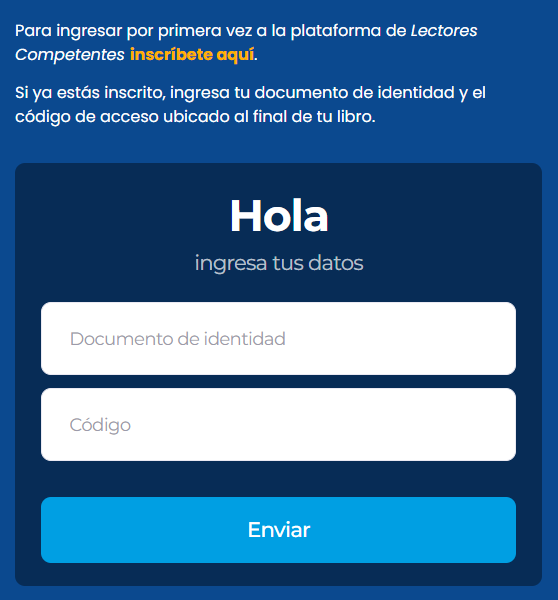 Para ingresar por primera vez a la plataforma de Lectores
Competentes inscríbete aquí.
Si ya estás inscrito, ingresa tu documento de identidad y el
código de acceso ubicado al final de tu libro.
Hola
ingresa tus datos
Documento de identidad
Código
Enviar